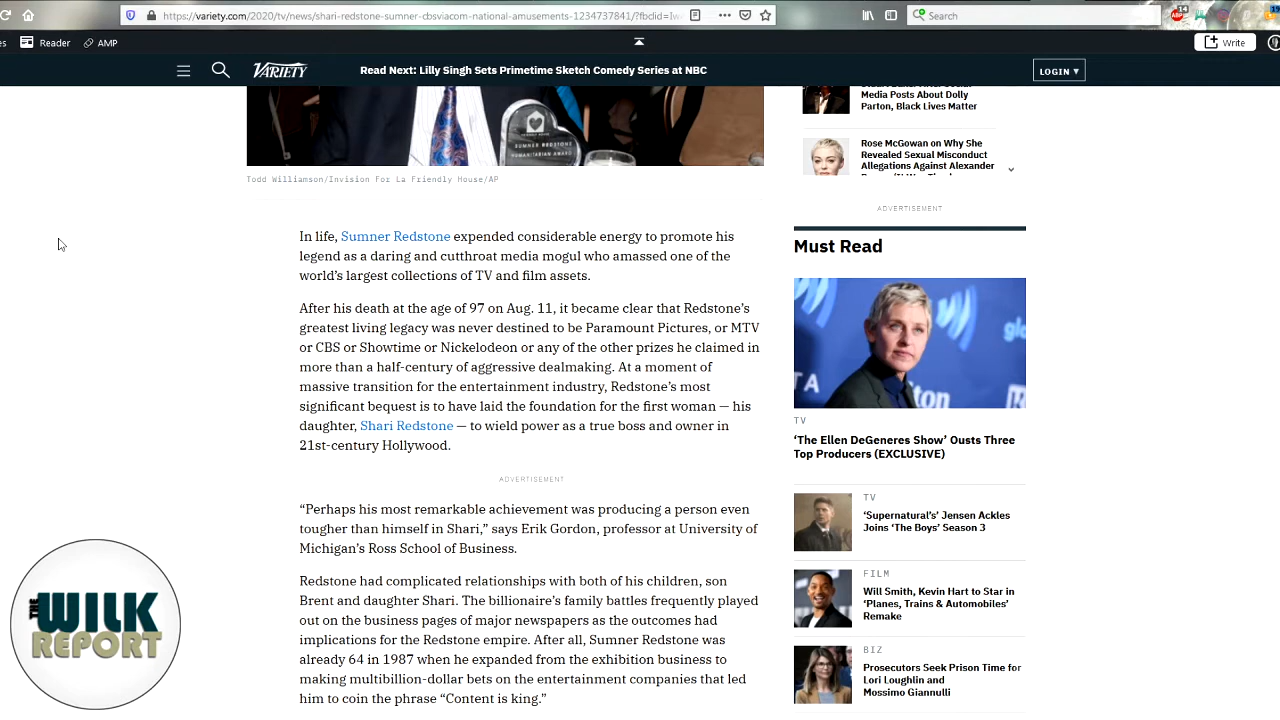 https://variety.com/2020/tv/news/shari-redstone-sumner-cbsviacom-national-amusements-1234737841/?fbclid=Iw
Search
14
Reader
AMP
Write
VARIETY
Read Next: Lilly Singh Sets Primetime Sketch Comedy Series at NBC
LOGIN ▾
SUMNER REDSTONE
HUMANITARIAN AWARD
Todd Williamson/Invision For La Friendly House/AP
In life, Sumner Redstone expended considerable energy to promote his
legend as a daring and cutthroat media mogul who amassed one of the
world's largest collections of TV and film assets.
After his death at the age of 97 on Aug. 11, it became clear that Redstone's
greatest living legacy was never destined to be Paramount Pictures, or MTV
or CBS or Showtime or Nickelodeon or any of the other prizes he claimed in
more than a half-century of aggressive dealmaking. At a moment of
massive transition for the entertainment industry, Redstone's most
significant bequest is to have laid the foundation for the first woman — his
daughter, Shari Redstone — to wield power as a true boss and owner in
21st-century Hollywood.
ADVERTISEMENT
“Perhaps his most remarkable achievement was producing a person even
tougher than himself in Shari,” says Erik Gordon, professor at University of
Michigan's Ross School of Business.
Redstone had complicated relationships with both of his children, son
Brent and daughter Shari. The billionaire's family battles frequently played
out on the business pages of major newspapers as the outcomes had
implications for the Redstone empire. After all, Sumner Redstone was
already 64 in 1987 when he expanded from the exhibition business to
making multibillion-dollar bets on the entertainment companies that led
him to coin the phrase “Content is king.”
Media Posts About Dolly
Parton, Black Lives Matter
Rose McGowan on Why She
Revealed Sexual Misconduct
Allegations Against Alexander
ADVERTISEMENT
Must Read
TV
‘The Ellen DeGeneres Show’ Ousts Three
Top Producers (EXCLUSIVE)
TV
‘Supernatural's’ Jensen Ackles
Joins ‘The Boys’ Season 3
FILM
Will Smith, Kevin Hart to Star in
‘Planes, Trains & Automobiles’
Remake
BIZ
Prosecutors Seek Prison Time for
Lori Loughlin and
Mossimo Giannulli
THE
WILK
REPORT